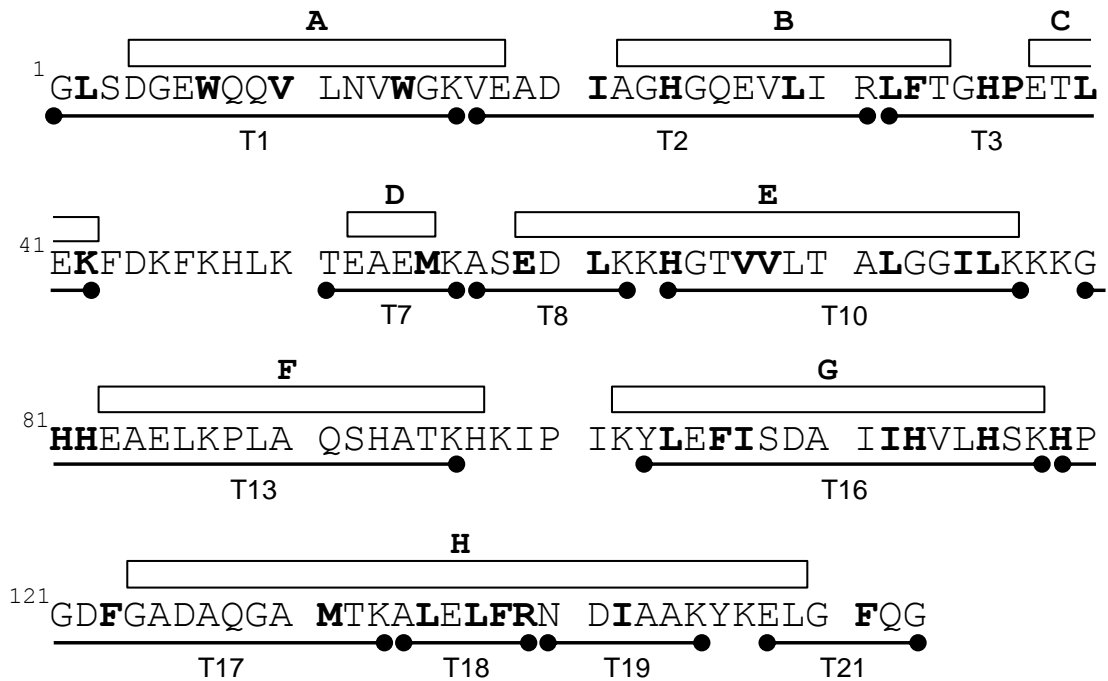 A B C
1 GLSDGEWQQV LNVWGKVEAD IAGHGQEVLI RLFTGHPETL
T1 T2 T3
D E
41 EKFDKFKHLK TEAEMKASED LKKHGTVVLT ALGGILKKKG
T7 T8 T10
F G
81 HHEAELKPLA QSHATKHKIP IKYLEFISDA IIHVLHSKHP
T13 T16
H
121 GDFGADAQGA MTKALELFRN DIAAKYKELG FQG
T17 T18 T19 T21